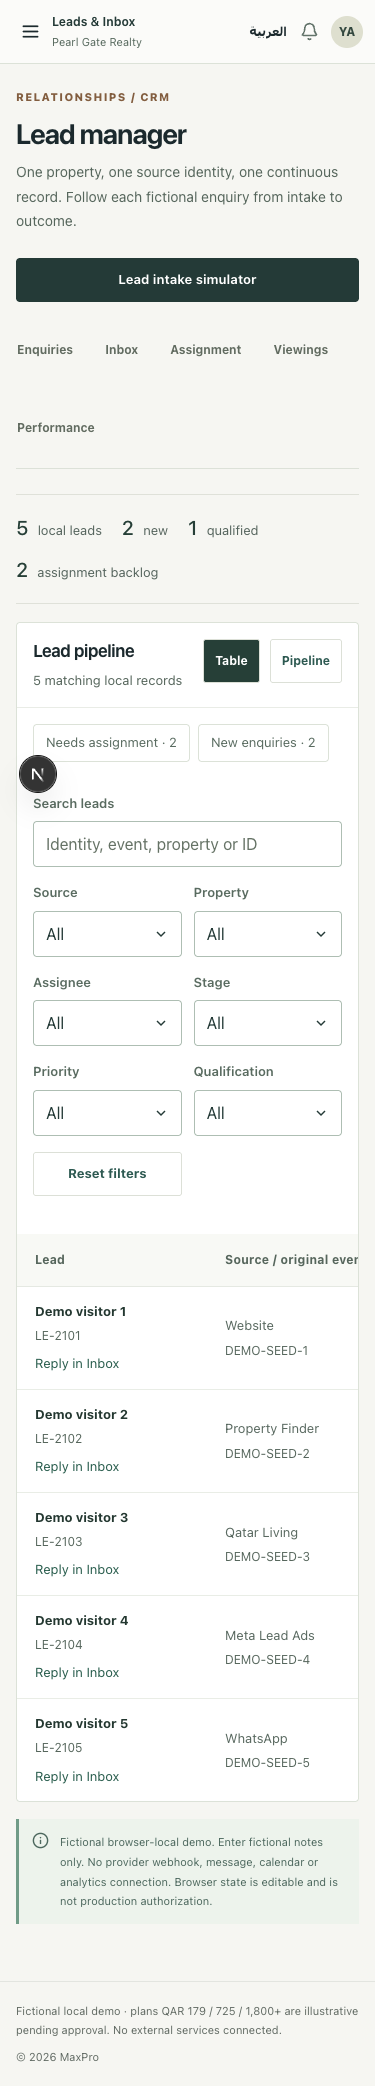 Leads & Inbox
Pearl Gate Realty
العربية
YA
RELATIONSHIPS / CRM
Lead manager
One property, one source identity, one continuous
record. Follow each fictional enquiry from intake to
outcome.
Lead intake simulator
Enquiries Inbox Assignment Viewings
Performance
5 local leads 2 new 1 qualified
2 assignment backlog
Lead pipeline
5 matching local records
Table Pipeline
Needs assignment · 2 New enquiries · 2
N
Search leads
Identity, event, property or ID
Source Property
All All
Assignee Stage
All All
Priority Qualification
All All
Reset filters
Lead Source / original ever
Demo visitor 1
LE-2101
Reply in Inbox
Website
DEMO-SEED-1
Demo visitor 2
LE-2102
Reply in Inbox
Property Finder
DEMO-SEED-2
Demo visitor 3
LE-2103
Reply in Inbox
Qatar Living
DEMO-SEED-3
Demo visitor 4
LE-2104
Reply in Inbox
Meta Lead Ads
DEMO-SEED-4
Demo visitor 5
LE-2105
Reply in Inbox
WhatsApp
DEMO-SEED-5
Fictional browser-local demo. Enter fictional notes
only. No provider webhook, message, calendar or
analytics connection. Browser state is editable and is
not production authorization.
Fictional local demo · plans QAR 179 / 725 / 1,800+ are illustrative
pending approval. No external services connected.
© 2026 MaxPro